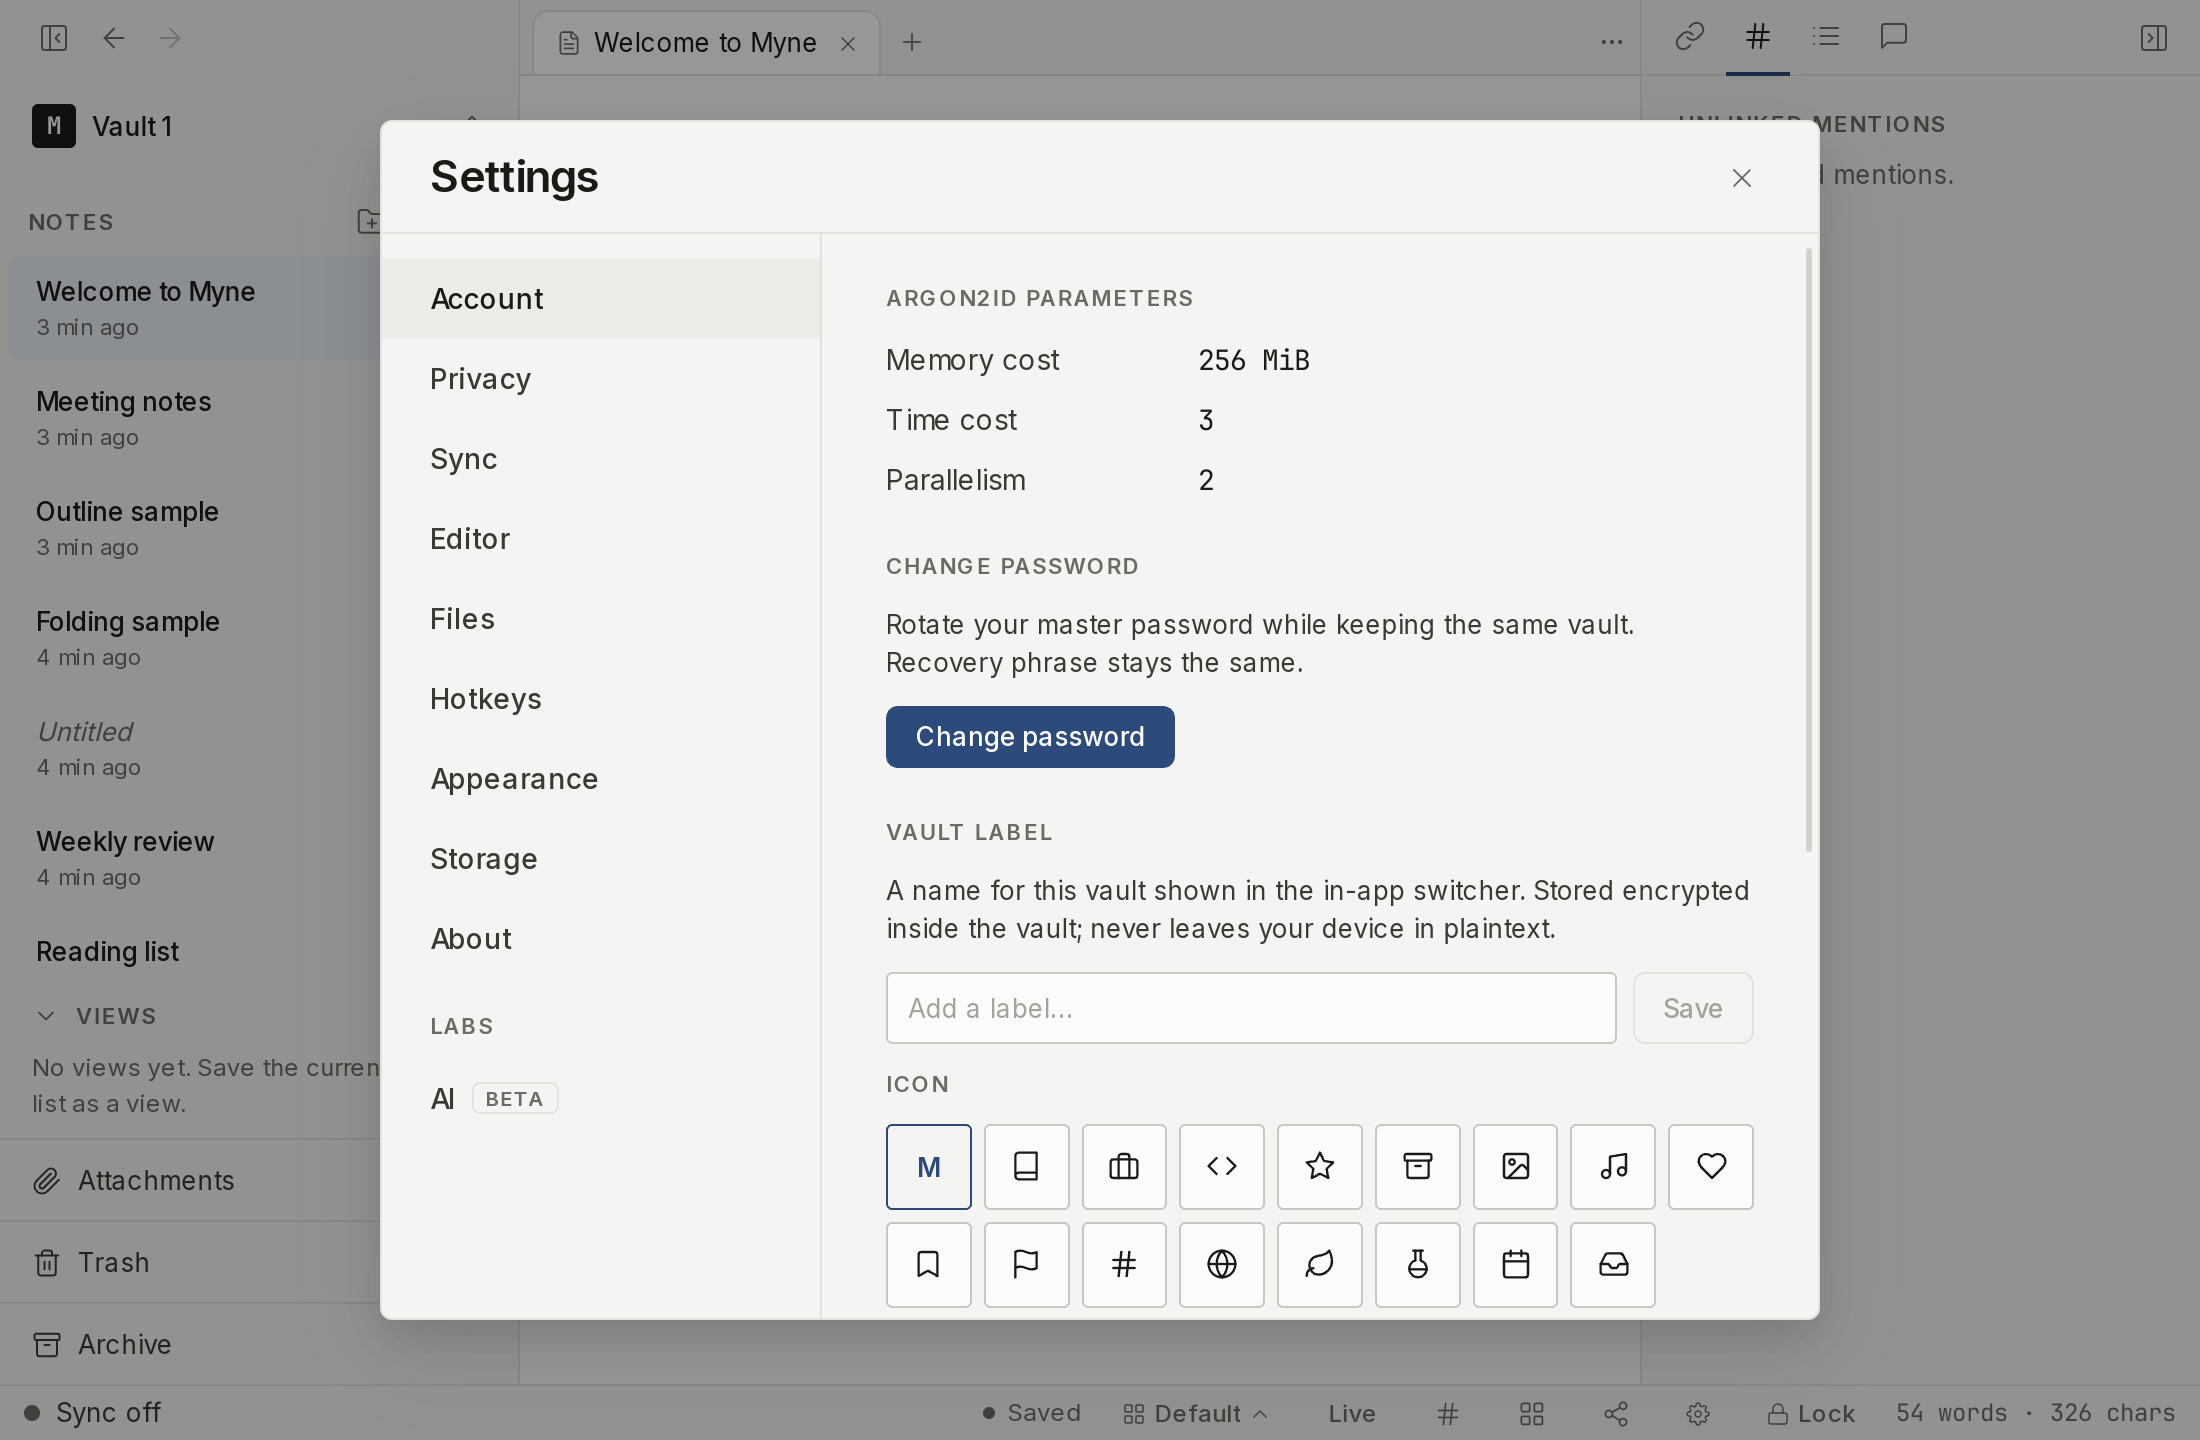 Welcome to Myne
M
Vault 1
NOTES
Welcome to Myne
3 min ago
Meeting notes
3 min ago
Outline sample
3 min ago
Folding sample
4 min ago
Untitled
4 min ago
Weekly review
4 min ago
Reading list
VIEWS
No views yet. Save the curren
list as a view.
Attachments
Trash
Archive
Sync off
Settings
Account
Privacy
Sync
Editor
Files
Hotkeys
Appearance
Storage
About
LABS
AI BETA
ARGON2ID PARAMETERS
Memory cost 256 MiB
Time cost 3
Parallelism 2
CHANGE PASSWORD
Rotate your master password while keeping the same vault.
Recovery phrase stays the same.
Change password
VAULT LABEL
A name for this vault shown in the in-app switcher. Stored encrypted
inside the vault; never leaves your device in plaintext.
Add a label...
Save
ICON
M
UNLINKED MENTIONS
mentions.
Saved
Default
Live
Lock
54 words · 326 chars